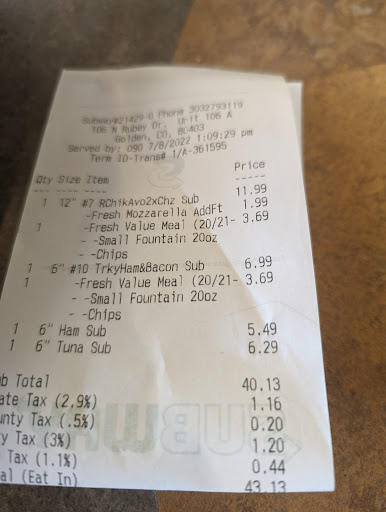 Subway#21429-0 Phone 3032793119
106 N Rubey Dr. Unit 106 A
Golden, CO, 80403
Served by: 090 7/8/2022 1:09:29 pm
Term ID-Trans# 1/A-361595
Qty Size Item Price
--- ---- ---- -----
1 12" #7 RChikAvo2xChz Sub 11.99
-Fresh Mozzarella AddFt 1.99
1 -Fresh Value Meal (20/21- 3.69
- -Small Fountain 20oz
- -Chips
1 6" #10 TrkyHam&Bacon Sub 6.99
1 -Fresh Value Meal (20/21- 3.69
- -Small Fountain 20oz
- -Chips
1 6" Ham Sub 5.49
1 6" Tuna Sub 6.29
b Total 40.13
ate Tax (2.9%) 1.16
unty Tax (.5%) 0.20
y Tax (3%) 1.20
Tax (1.1%) 0.44
al (Eat In) 43.13